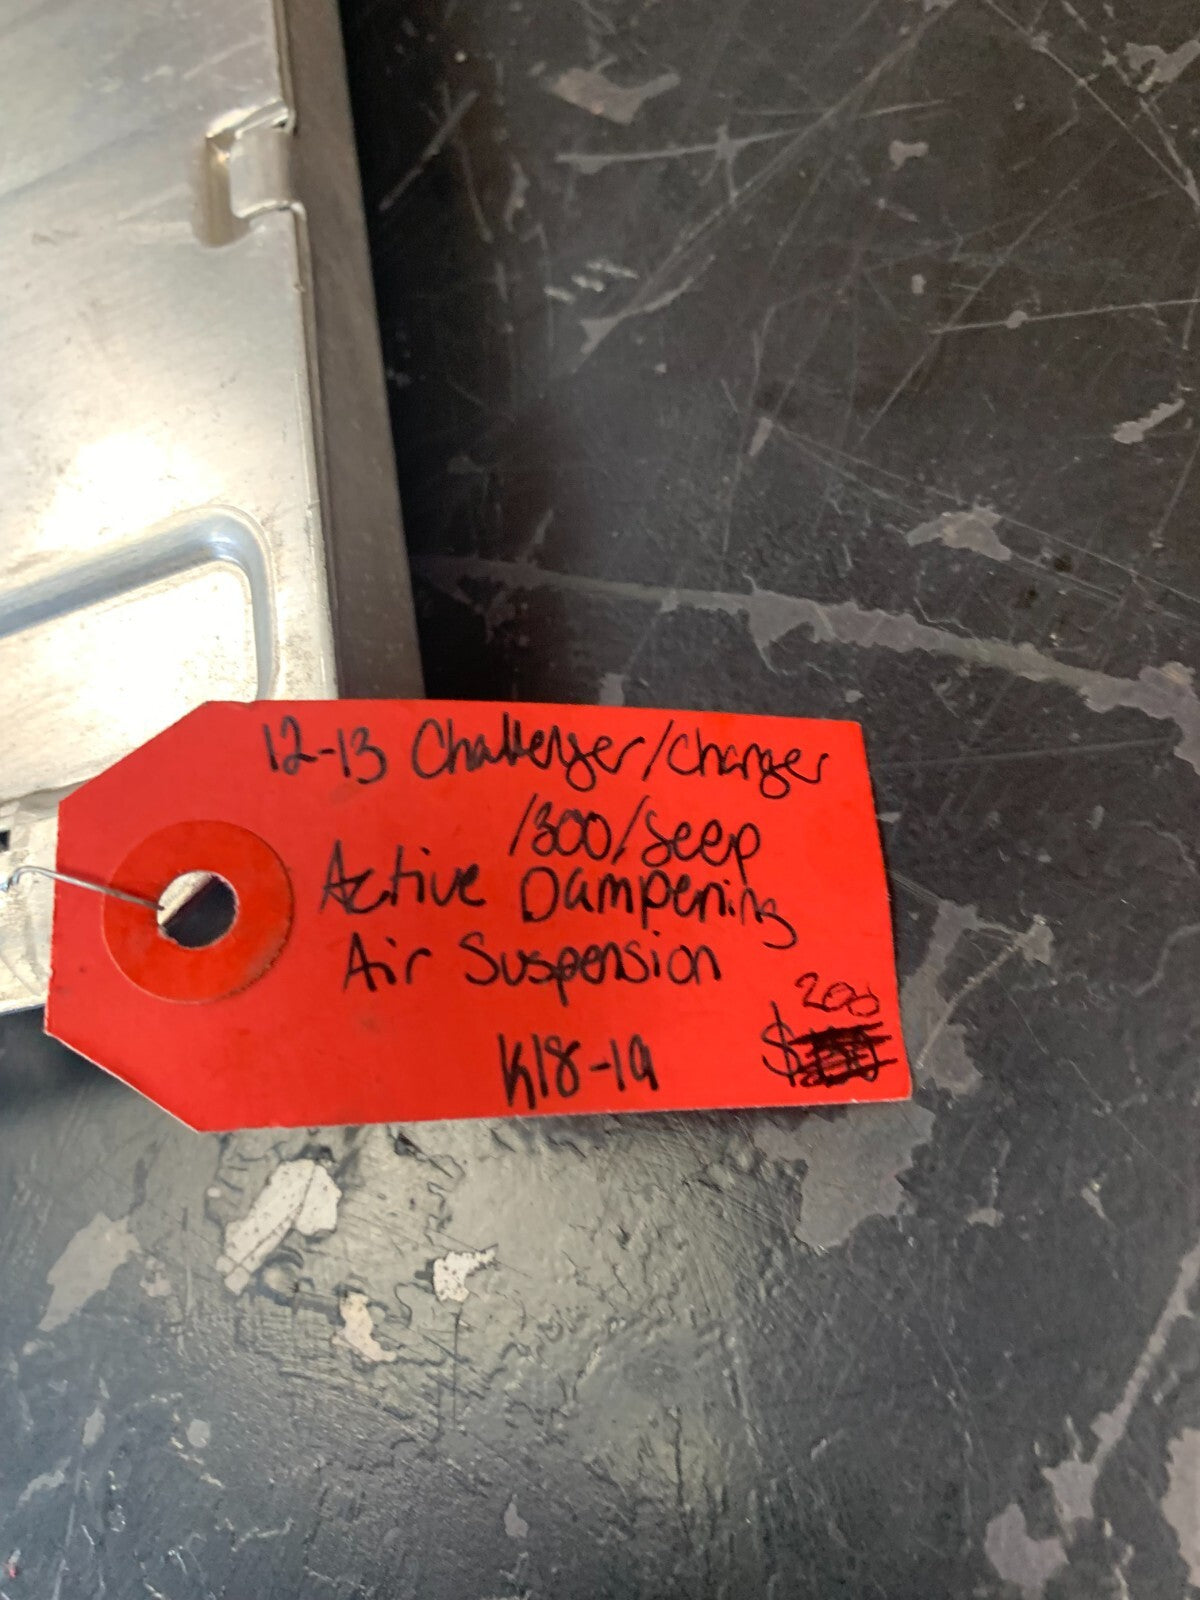 12-13 Challenger/Charger
/300/Jeep
Active Dampening
Air Suspension
200
K18-19 $